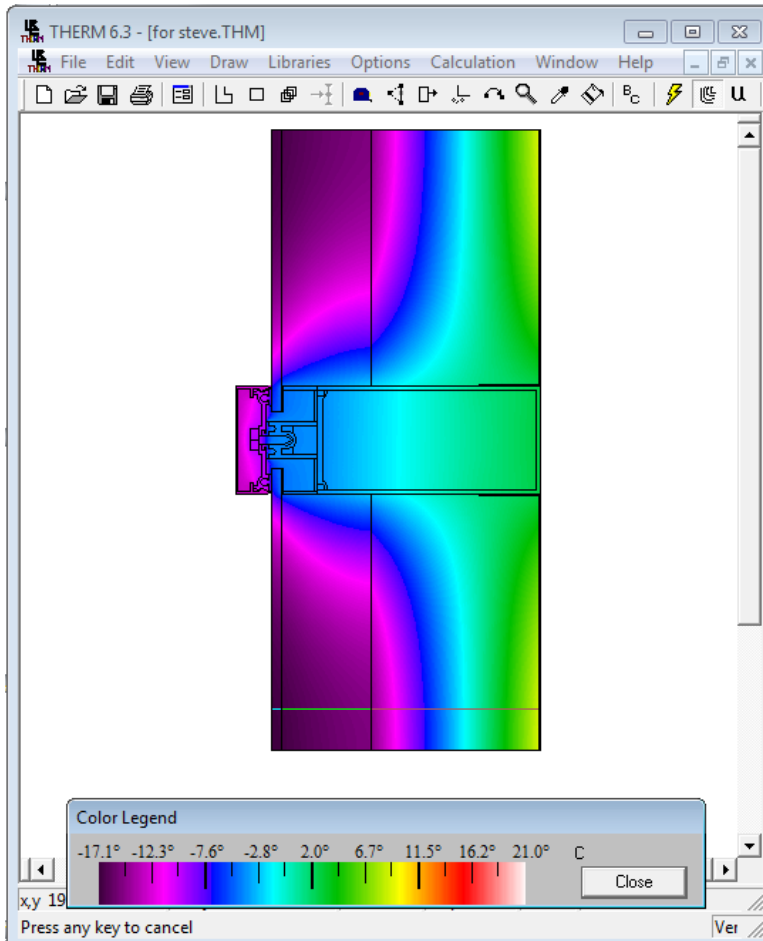 THERM 6.3 - [for steve.THM]
File Edit View Draw Libraries Options Calculation Window Help
BC U
Color Legend
-17.1° -12.3° -7.6° -2.8° 2.0° 6.7° 11.5° 16.2° 21.0° C
Close
x,y 19
Press any key to cancel Ver